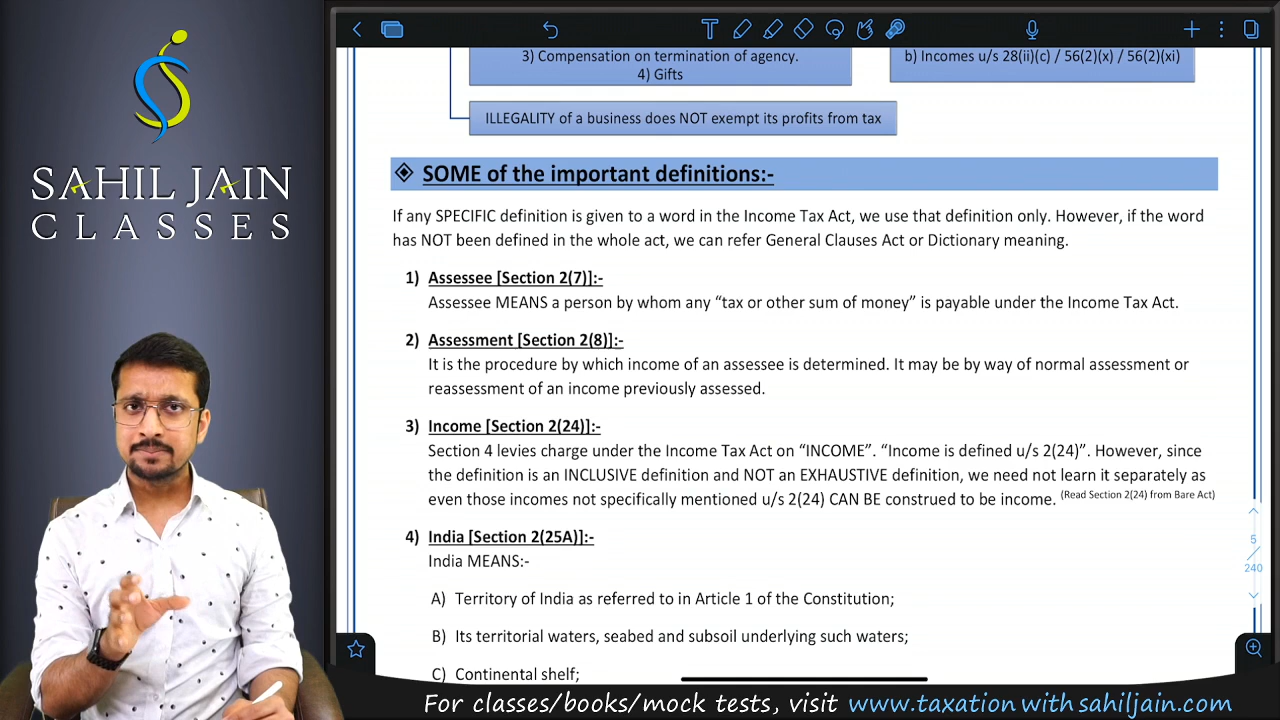 SAHIL JAIN
CLASSES
3) Compensation on termination of agency.
4) Gifts
b) Incomes u/s 28(ii)(c) / 56(2)(x) / 56(2)(xi)
ILLEGALITY of a business does NOT exempt its profits from tax
SOME of the important definitions:-
If any SPECIFIC definition is given to a word in the Income Tax Act, we use that definition only. However, if the word
has NOT been defined in the whole act, we can refer General Clauses Act or Dictionary meaning.
1) Assessee [Section 2(7)]:-
Assessee MEANS a person by whom any “tax or other sum of money” is payable under the Income Tax Act.
2) Assessment [Section 2(8)]:-
It is the procedure by which income of an assessee is determined. It may be by way of normal assessment or
reassessment of an income previously assessed.
3) Income [Section 2(24)]:-
Section 4 levies charge under the Income Tax Act on “INCOME”. “Income is defined u/s 2(24)”. However, since
the definition is an INCLUSIVE definition and NOT an EXHAUSTIVE definition, we need not learn it separately as
even those incomes not specifically mentioned u/s 2(24) CAN BE construed to be income. (Read Section 2(24) from Bare Act)
4) India [Section 2(25A)]:-
India MEANS:-
A) Territory of India as referred to in Article 1 of the Constitution;
B) Its territorial waters, seabed and subsoil underlying such waters;
C) Continental shelf;
5
240
For classes/books/mock tests, visit www.taxationwithsahiljain.com